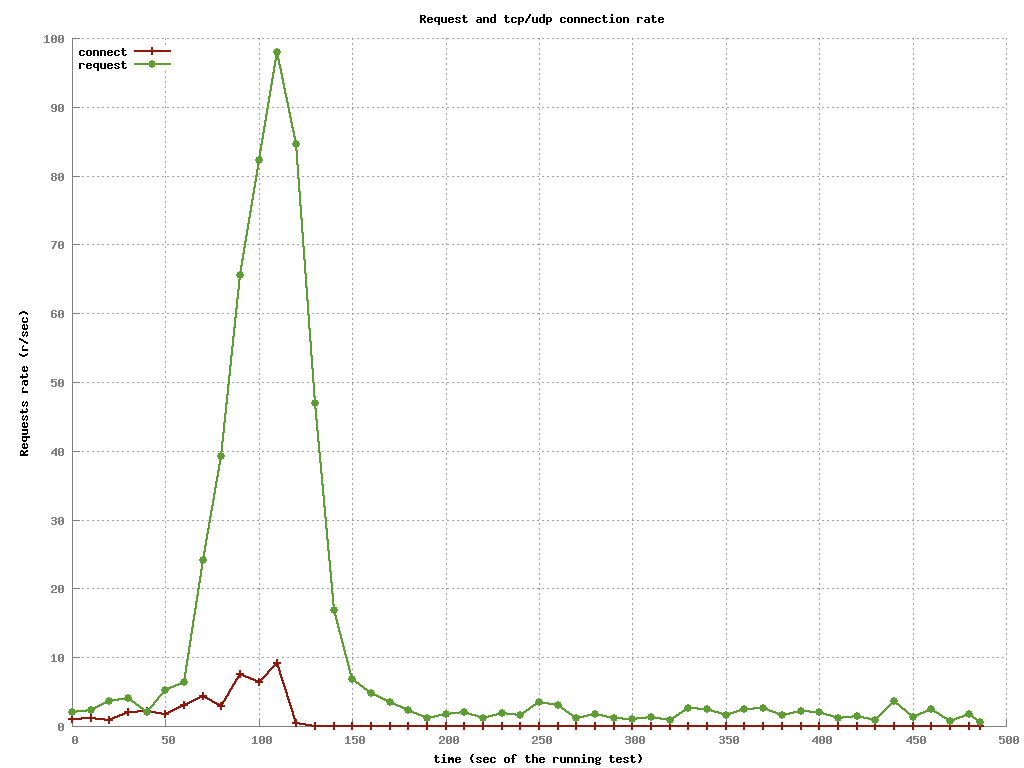 Request and tcp/udp connection rate
connect
request
100
90
80
70
60
50
40
30
20
10
0
Requests rate (r/sec)
0 50 100 150 200 250 300 350 400 450 500
time (sec of the running test)